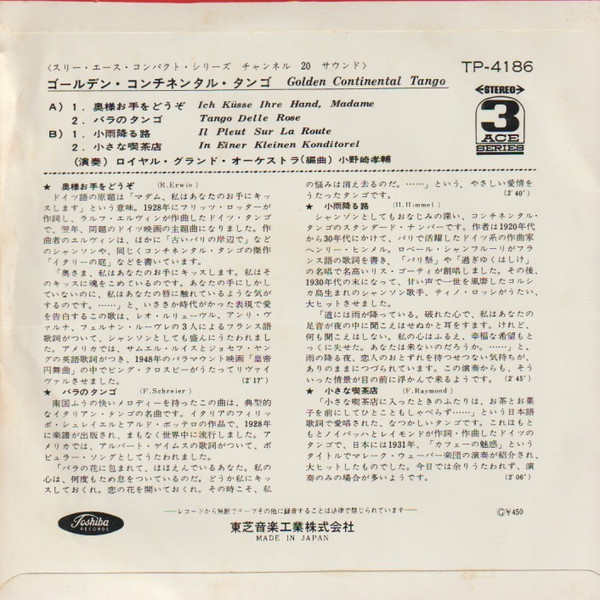 〈スリー・エース・コンパクト・シリーズ チャンネル 20 サウンド〉
ゴールデン・コンチネンタル・タンゴ Golden Continental Tango
TP-4186
STEREO
3
ACE
SERIES
A) 1. 奥様お手をどうぞ Ich Küsse Ihre Hand, Madame
2. バラのタンゴ Tango Delle Rose
B) 1. 小雨降る路 Il Pleut Sur La Route
2. 小さな喫茶店 In Einer Kleinen Konditorel
(演奏) ロイヤル・グランド・オーケストラ (編曲) 小野崎孝輔
★ 奥様お手をどうぞ (R.Erwin)
ドイツ語の原題は「マダム、私はあなたのお手にキッ
スします」という意味。1928年にフリッツ・ロッターが
作詞し、ラルフ・エルヴィンが作曲したドイツ・タンゴ
で、翌年、同題のドイツ映画の主題曲になりました。作
曲者のエルヴィンは、ほかに「古いパリの岸辺で」など
のシャンソンや、同じくコンチネンタル・タンゴの傑作
「イタリーの庭」などを書いています。
「奥さま、私はあなたのお手にキッスします。私はそ
のキッスに魂をこめているのです。あなたの手にしかし
ていないのに、私はあなたの唇に触れているような気が
するのです。……」と、いささか時代がかった表現で愛
を告白するこの歌は、レオ・ルリェーヴル、アンリ・ヴ
ァルナ、フェルナン・ルーヴレの3人によるフランス語
歌詞がついて、シャンソンとしても盛んにうたわれまし
た。アメリカでは、サムエル・ルイスとジョセフ・ヤン
グの英語歌詞がつき、1948年のパラマウント映画「皇帝
円舞曲」の中でビング・クロスビーがうたってリヴァイ
ヴァルさせました。 (2'17")
★ バラのタンゴ (F.Schreier)
南国ふうの快いメロディーを持ったこの曲は、典型的
なイタリアン・タンゴの名曲です。イタリアのフィリッ
ポ・シュレイエルとアルド・ボッテロの作品で、1928年
に楽譜が出版され、まもなく世界中に流行しました。ア
メリカでは、アルバート・ゲイムスの歌詞がついて、ポ
ピュラー・ソングとしてうたわれました。
「バラの花に包まれて、ほほえんでいるあなた。私の
心は、何度もため息をついているのだ。どうか私にキッ
スしておくれ。恋の花を開いておくれ。その時こそ、私
の悩みは消え去るのだ。……」という、やさしい愛情を
うたったタンゴです。 (2'40")
★ 小雨降る路 (H.Himmel)
シャンソンとしてもおなじみの深い、コンチネンタル・
タンゴのスタンダード・ナンバーです。作者は1920年代
から30年代にかけて、パリで活躍したドイツ系の作曲家
ヘンリ・ヒンメル。ロベール・シャンフルーリがフラン
ス語の歌詞を書き、「パリ祭」や「過ぎゆくはしけ」
の名唱で名高いリス・ゴーティが創唱しました。その後、
1930年代の末になって、甘い声で一世を風靡したコルシ
カ島生まれのシャンソン歌手、ティノ・ロッシがうたい、
大ヒットさせました。
「道には雨が降っている。破れた心で、私はあなたの
足音が夜の中に聞こえはせぬかと耳をすます。けれど、
何も聞こえはしない。私の心はふるえ、幸福な希望もと
っくに失せた。あなたは来ないのだろうか。……」と、
雨の降る夜、恋人のおとずれを待つせつない気持ちが、
ありのままにつづられています。この演奏からも、そう
いった情景が目の前に浮かんで来るようです。 (2'45")
★ 小さな喫茶店 (F.Raymond)
「小さな喫茶店に入ったときのふたりは、お茶とお菓
子を前にしてひとこともしゃべらず……」という日本語
歌詞で愛唱された、なつかしいタンゴです。これはもと
もとノイバッハとレイモンドが作詞・作曲したドイツの
タンゴで、日本には1931年、「カフェーの魅惑」という
タイトルでマレーク・ウェーバー楽団の演奏が紹介され、
大ヒットしたものでした。今日では余りうたわれず、演
奏のみの場合が多いようです。 (2'06")
Toshiba
RECORDS
──レコードから無断でテープその他に録音することは法律で禁じられています──
東芝音楽工業株式会社
MADE IN JAPAN
Ⓖ¥450